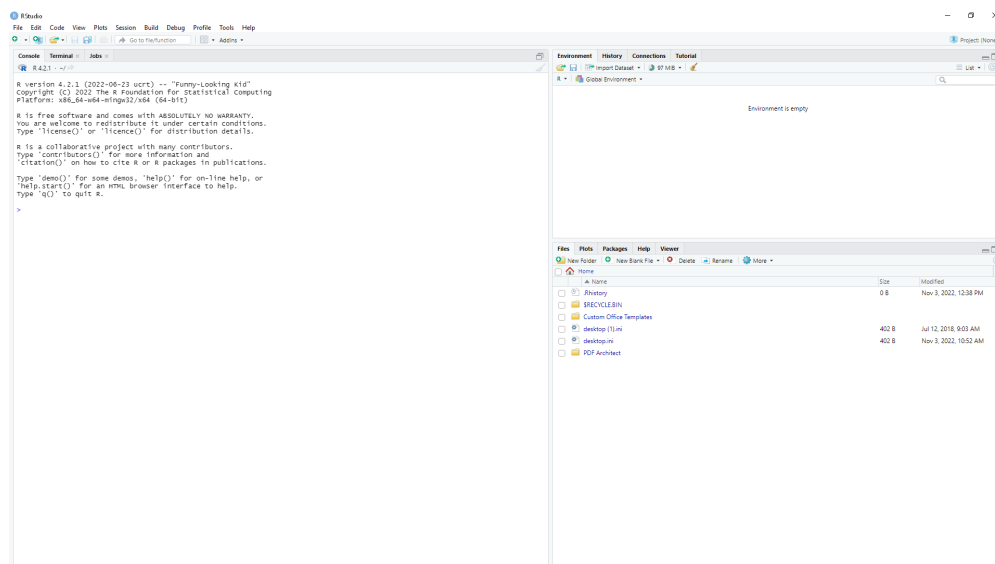 RStudio
File Edit Code View Plots Session Build Debug Profile Tools Help
Go to file/function Addins Project (None
Console Terminal Jobs
R 4.2.1 · ~/
R version 4.2.1 (2022-06-23 ucrt) -- "Funny-Looking Kid"
Copyright (C) 2022 The R Foundation for Statistical Computing
Platform: x86_64-w64-mingw32/x64 (64-bit)
R is free software and comes with ABSOLUTELY NO WARRANTY.
You are welcome to redistribute it under certain conditions.
Type 'license()' or 'licence()' for distribution details.
R is a collaborative project with many contributors.
Type 'contributors()' for more information and
'citation()' on how to cite R or R packages in publications.
Type 'demo()' for some demos, 'help()' for on-line help, or
'help.start()' for an HTML browser interface to help.
Type 'q()' to quit R.
>
Environment History Connections Tutorial
Import Dataset 97 MiB List
R Global Environment
Environment is empty
Files Plots Packages Help Viewer
New Folder New Blank File Delete Rename More
Home
Name Size Modified
.Rhistory 0 B Nov 3, 2022, 12:38 PM
$RECYCLE.BIN
Custom Office Templates
desktop (1).ini 402 B Jul 12, 2018, 9:03 AM
desktop.ini 402 B Nov 3, 2022, 10:52 AM
PDF Architect